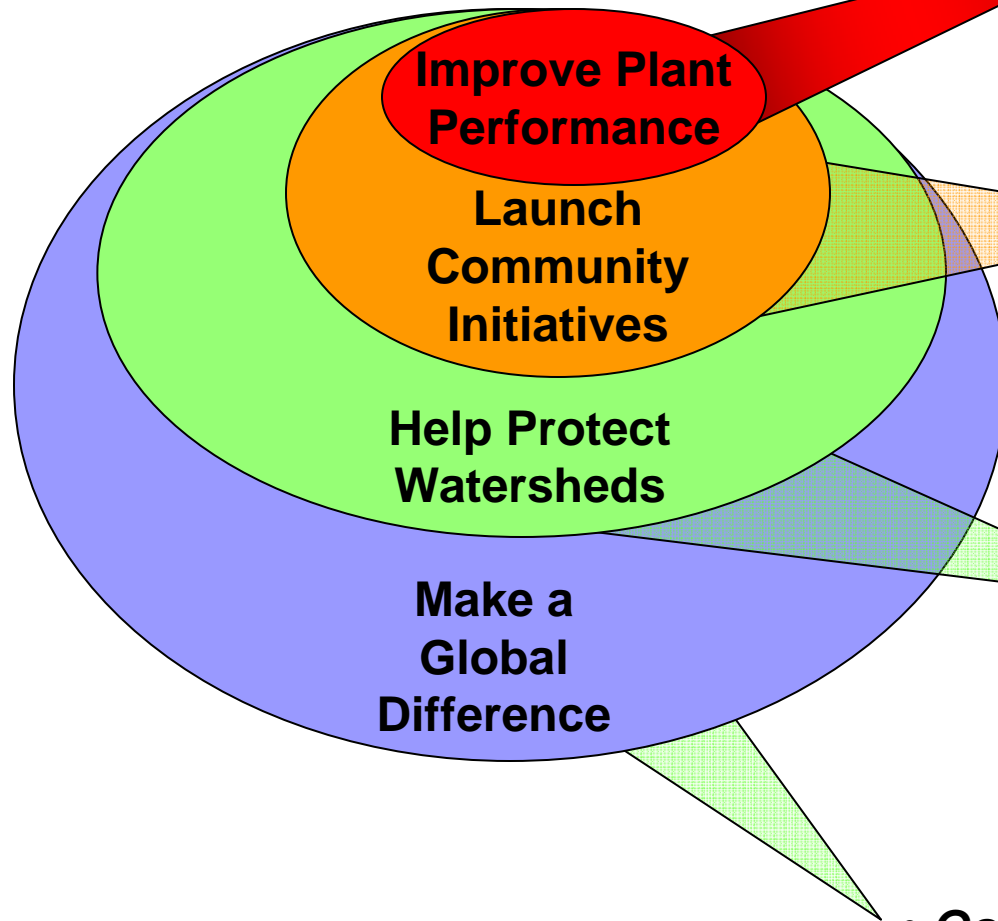 Improve Plant
Performance
Launch
Community
Initiatives
Help Protect
Watersheds
Make a
Global
Difference